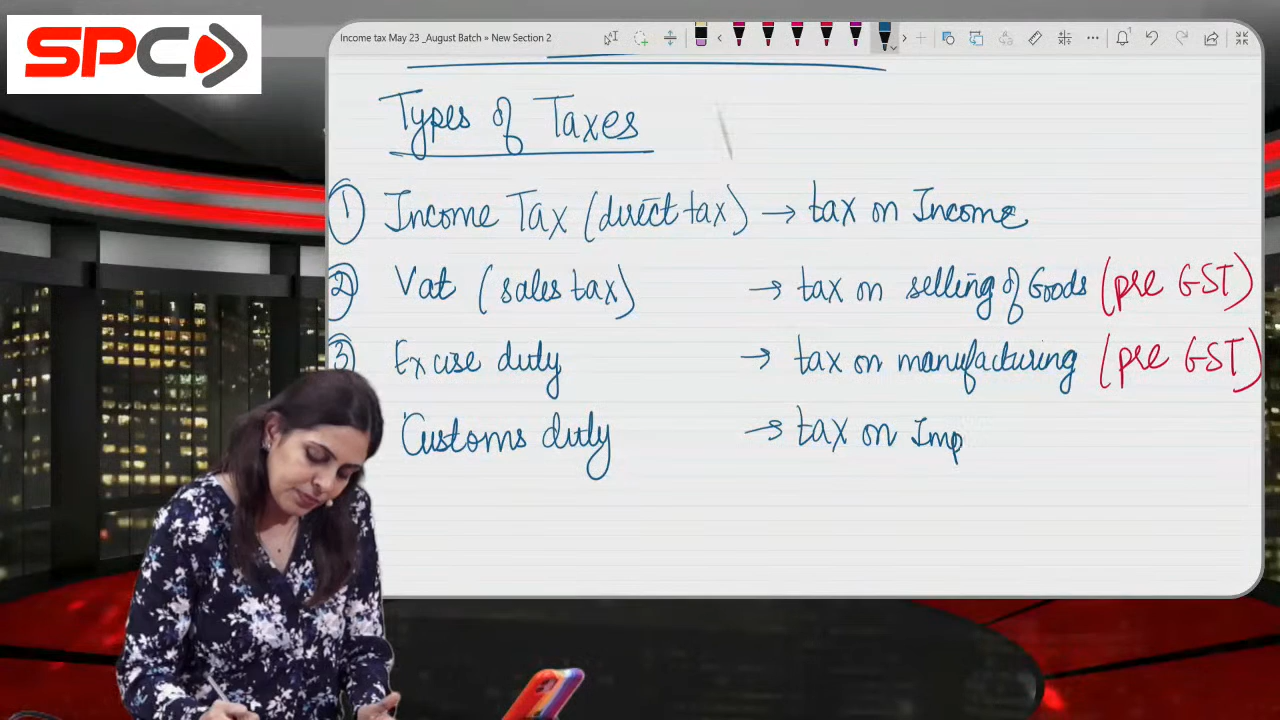 SPC
Income tax May 23 _August Batch » New Section 2
Types of Taxes
1 Income Tax (direct tax) → tax on Income
2 Vat (sales tax) → tax on selling of Goods (pre GST)
3 Excise duty → tax on manufacturing (pre GST)
Customs duty → tax on Imp